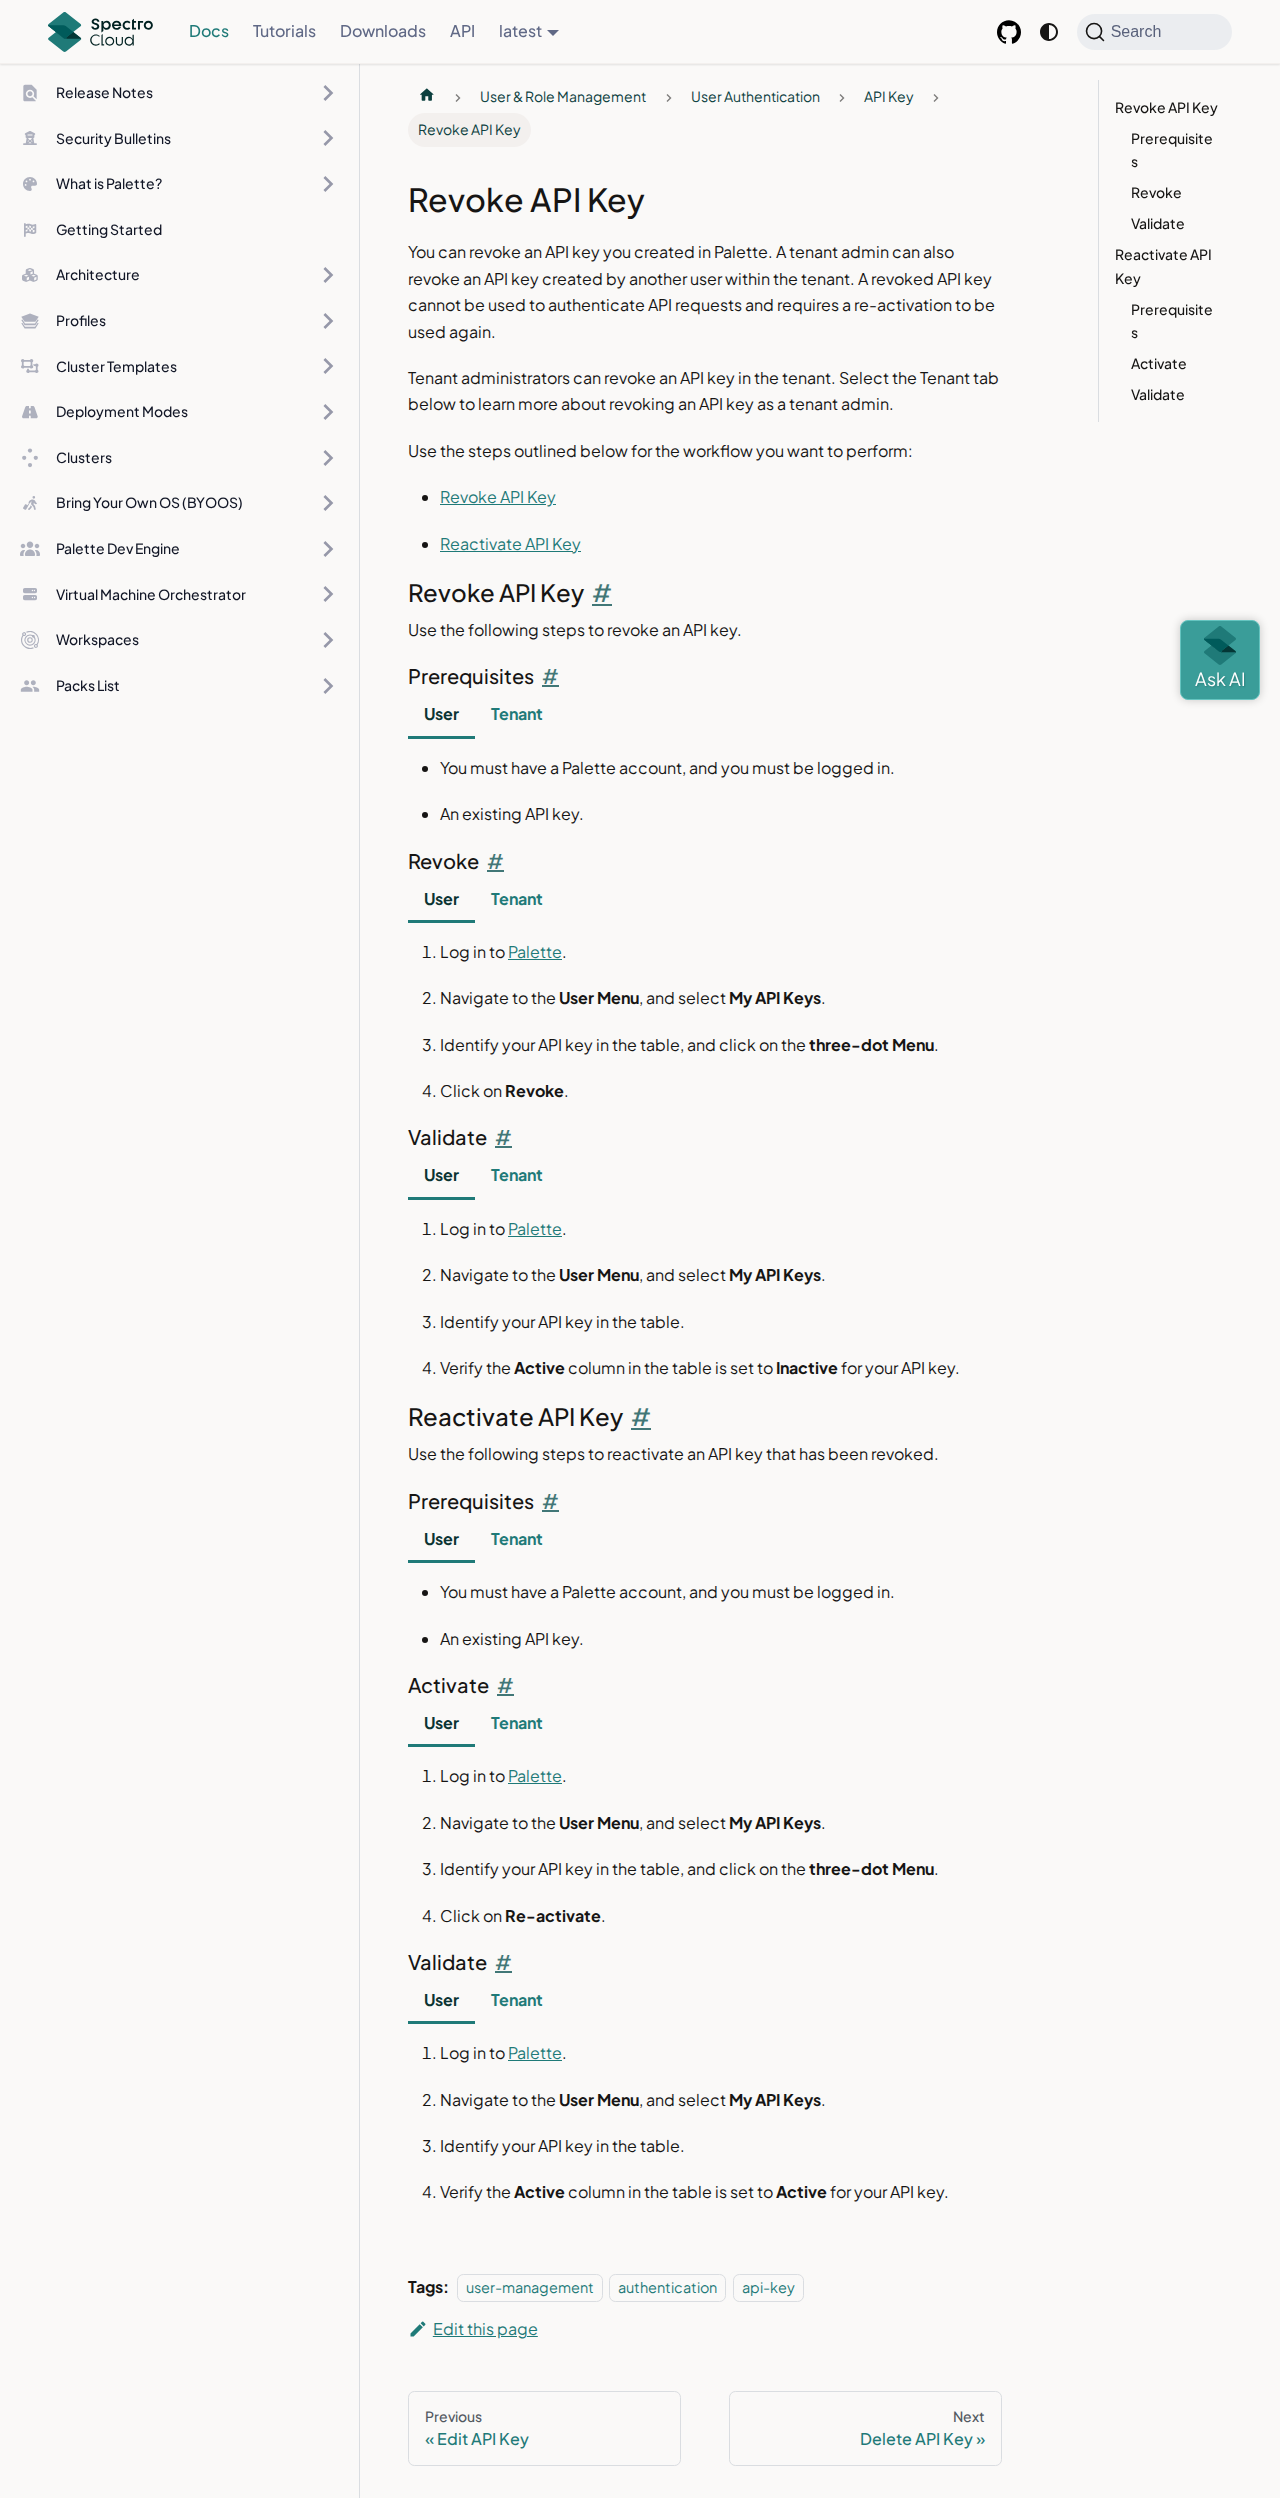 Spectro Cloud
Docs
Tutorials
Downloads
API
latest
Search
Release Notes
Security Bulletins
What is Palette?
Getting Started
Architecture
Profiles
Cluster Templates
Deployment Modes
Clusters
Bring Your Own OS (BYOOS)
Palette Dev Engine
Virtual Machine Orchestrator
Workspaces
Packs List
User & Role Management
User Authentication
API Key
Revoke API Key
Revoke API Key
You can revoke an API key you created in Palette. A tenant admin can also
revoke an API key created by another user within the tenant. A revoked API key
cannot be used to authenticate API requests and requires a re-activation to be
used again.
Tenant administrators can revoke an API key in the tenant. Select the Tenant tab
below to learn more about revoking an API key as a tenant admin.
Use the steps outlined below for the workflow you want to perform:
• Revoke API Key
• Reactivate API Key
Revoke API Key #
Use the following steps to revoke an API key.
Prerequisites #
User Tenant
• You must have a Palette account, and you must be logged in.
• An existing API key.
Revoke #
User Tenant
1. Log in to Palette.
2. Navigate to the User Menu, and select My API Keys.
3. Identify your API key in the table, and click on the three-dot Menu.
4. Click on Revoke.
Validate #
User Tenant
1. Log in to Palette.
2. Navigate to the User Menu, and select My API Keys.
3. Identify your API key in the table.
4. Verify the Active column in the table is set to Inactive for your API key.
Reactivate API Key #
Use the following steps to reactivate an API key that has been revoked.
Prerequisites #
User Tenant
• You must have a Palette account, and you must be logged in.
• An existing API key.
Activate #
User Tenant
1. Log in to Palette.
2. Navigate to the User Menu, and select My API Keys.
3. Identify your API key in the table, and click on the three-dot Menu.
4. Click on Re-activate.
Validate #
User Tenant
1. Log in to Palette.
2. Navigate to the User Menu, and select My API Keys.
3. Identify your API key in the table.
4. Verify the Active column in the table is set to Active for your API key.
Tags: user-management authentication api-key
Edit this page
Previous
« Edit API Key
Next
Delete API Key »
Revoke API Key
Prerequisite
s
Revoke
Validate
Reactivate API
Key
Prerequisite
s
Activate
Validate
Ask AI